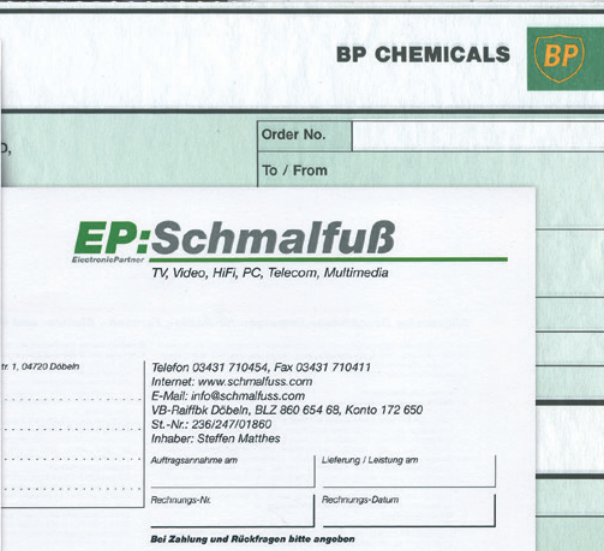 BP CHEMICALS
BP
Order No.
To / From
EP:Schmalfuß
ElectronicPartner
TV, Video, HiFi, PC, Telecom, Multimedia
tr. 1, 04720 Döbeln
Telefon 03431 710454, Fax 03431 710411
Internet: www.schmalfuss.com
E-Mail: info@schmalfuss.com
VB-Raiffbk Döbeln, BLZ 860 654 68, Konto 172 650
St.-Nr.: 236/247/01860
Inhaber: Steffen Matthes
Auftragsannahme am
Lieferung / Leistung am
Rechnungs-Nr.
Rechnungs-Datum
Bei Zahlung und Rückfragen bitte angeben